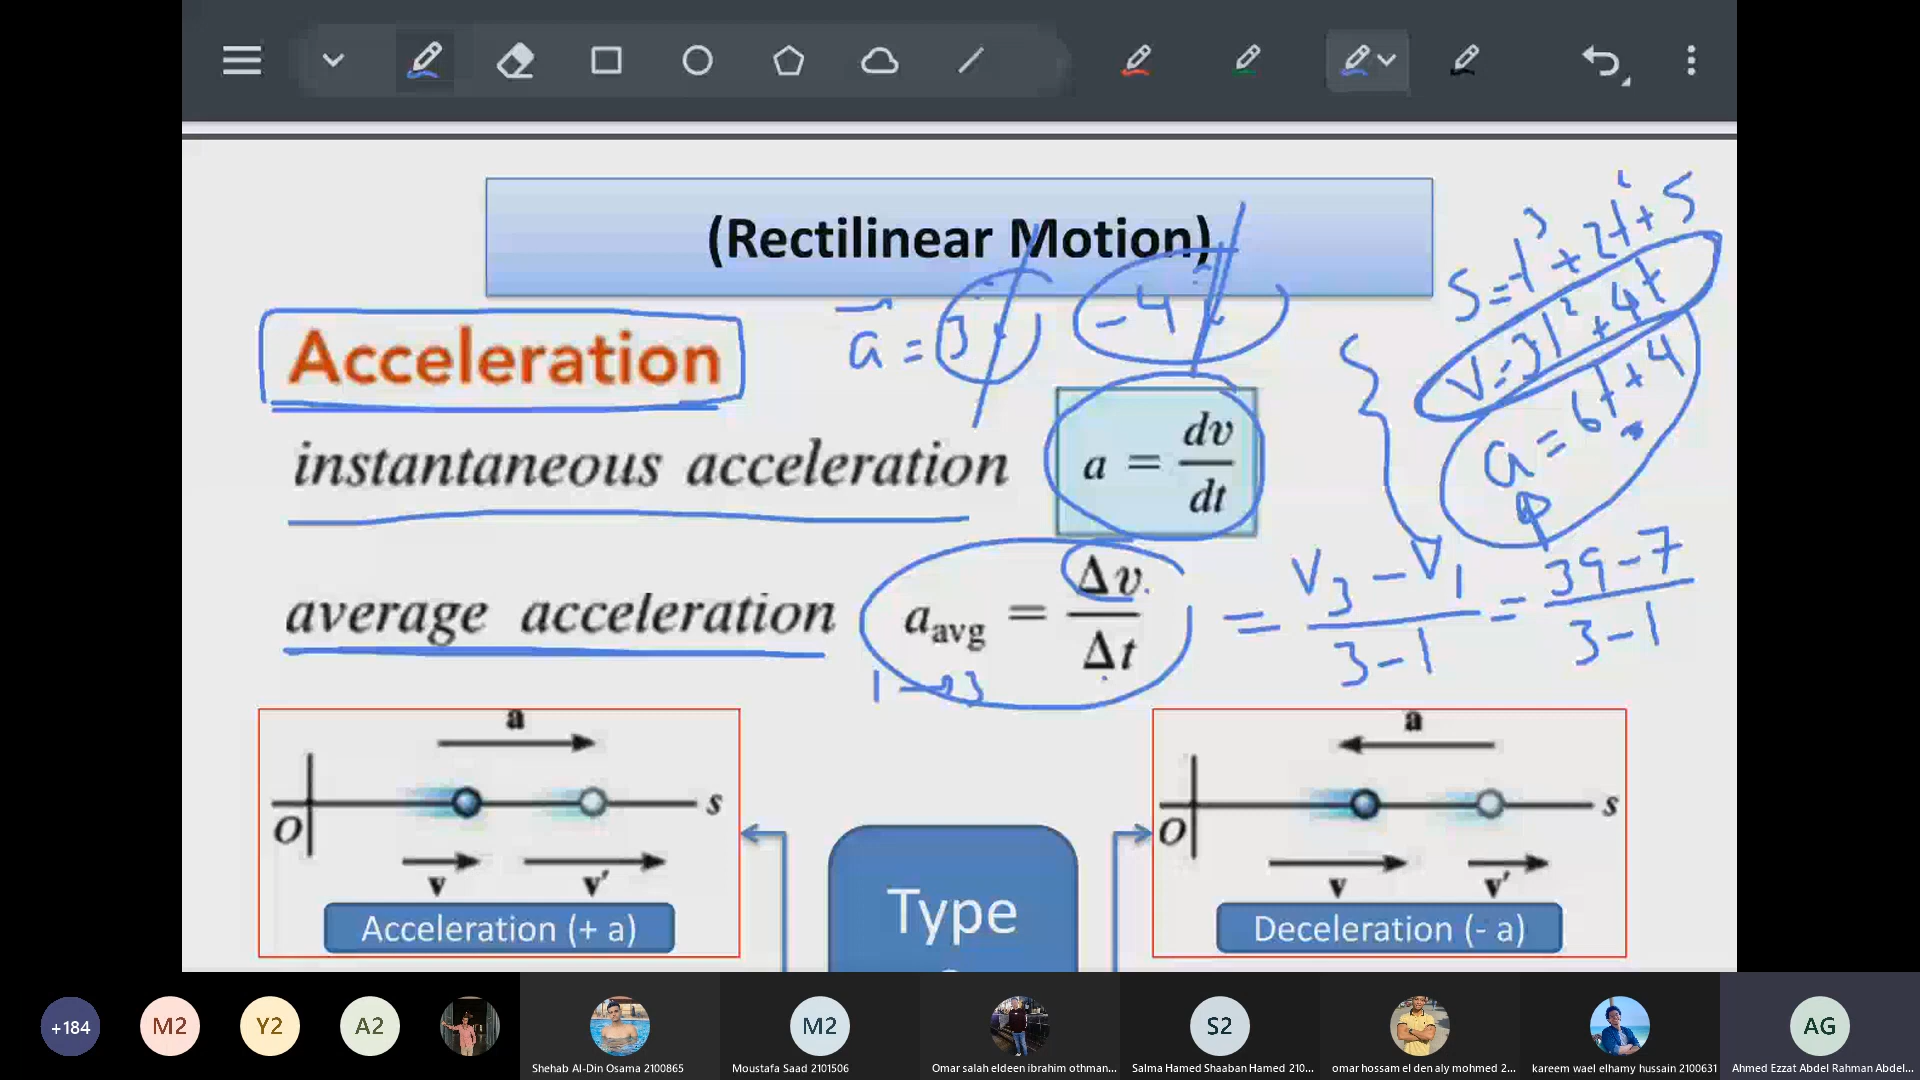 (Rectilinear Motion)
S = t³ + 2t² + 5
V = 3t² + 4t
a = 6t + 4
Acceleration
a = 3 -4
instantaneous acceleration
a = dv/dt
average acceleration
a avg = Δv/Δt = V3 - V1 / 3 - 1 = 39 - 7 / 3 - 1
1 → 3
a
O
s
v
v′
Acceleration (+ a)
Type
a
O
s
v
v′
Deceleration (- a)
+184
M2
Y2
A2
M2
S2
AG
Shehab Al-Din Osama 2100865
Moustafa Saad 2101506
Omar salah eldeen ibrahim othman...
Salma Hamed Shaaban Hamed 210...
omar hossam el den aly mohmed 2...
kareem wael elhamy hussain 2100631
Ahmed Ezzat Abdel Rahman Abdel...